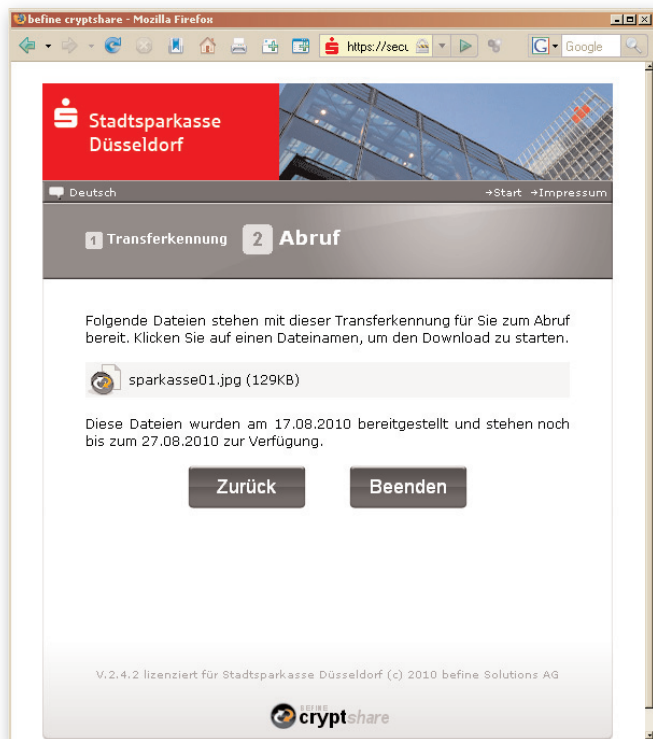 befine cryptshare - Mozilla Firefox
https://secu
G Google
Stadtsparkasse
Düsseldorf
Deutsch →Start →Impressum
1 Transferkennung 2 Abruf
Folgende Dateien stehen mit dieser Transferkennung für Sie zum Abruf
bereit. Klicken Sie auf einen Dateinamen, um den Download zu starten.
sparkasse01.jpg (129KB)
Diese Dateien wurden am 17.08.2010 bereitgestellt und stehen noch
bis zum 27.08.2010 zur Verfügung.
Zurück Beenden
V.2.4.2 lizenziert für Stadtsparkasse Düsseldorf (c) 2010 befine Solutions AG
BEFINE
cryptshare